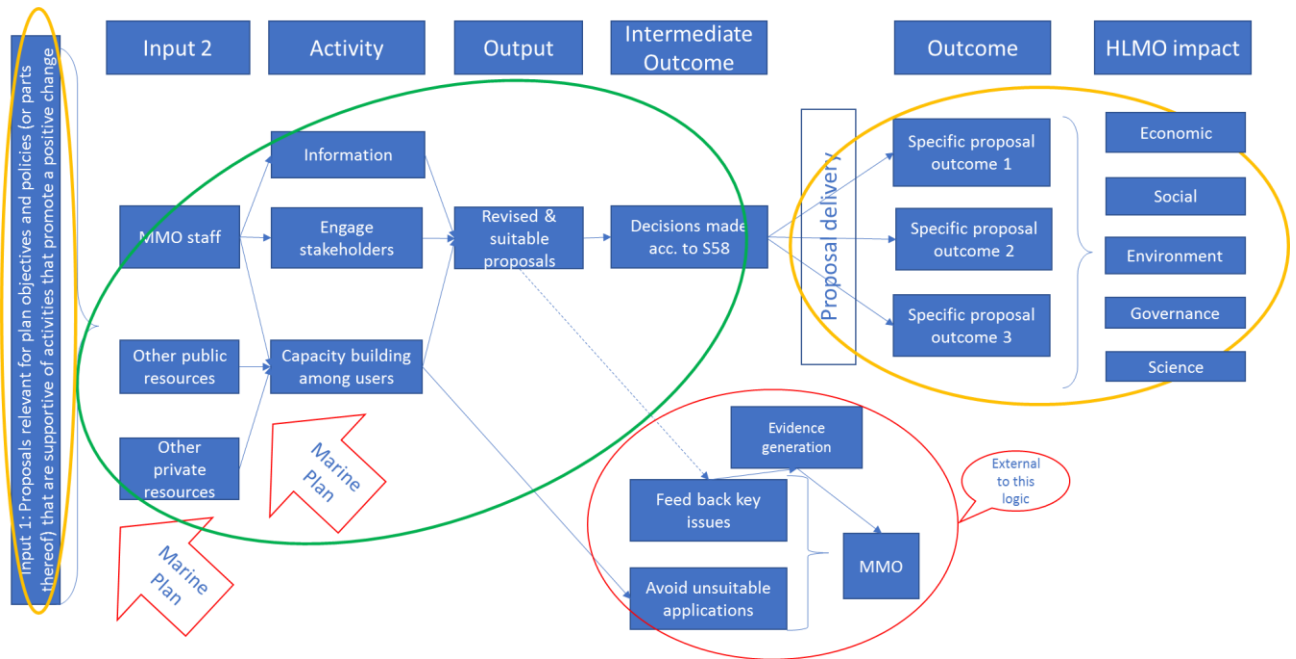 Input 1: Proposals relevant for plan objectives and policies (or parts
thereof) that are supportive of activities that promote a positive change
Input 2
Activity
Output
Intermediate
Outcome
Outcome
HLMO impact
MMO staff
Other public
resources
Other
private
resources
Information
Engage
stakeholders
Capacity building
among users
Marine
Plan
Marine
Plan
Revised &
suitable
proposals
Decisions made
acc. to S58
Proposal delivery
Specific proposal
outcome 1
Specific proposal
outcome 2
Specific proposal
outcome 3
Economic
Social
Environment
Governance
Science
Evidence
generation
Feed back key
issues
Avoid unsuitable
applications
MMO
External
to this
logic